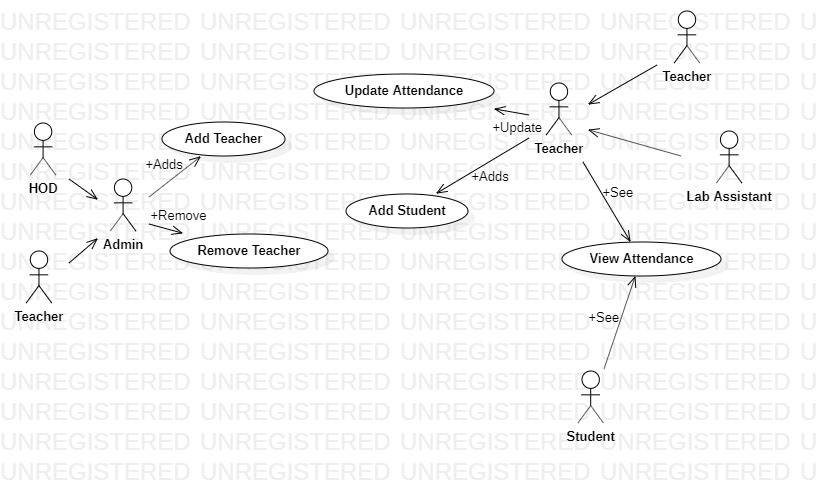 Teacher
Update Attendance
+Update
Teacher
Add Teacher
+Adds
HOD
+Adds
Lab Assistant
+See
Add Student
+Remove
Admin
Remove Teacher
View Attendance
Teacher
+See
Student
UNREGISTERED UNREGISTERED UNREGISTERED UNREGISTERED U